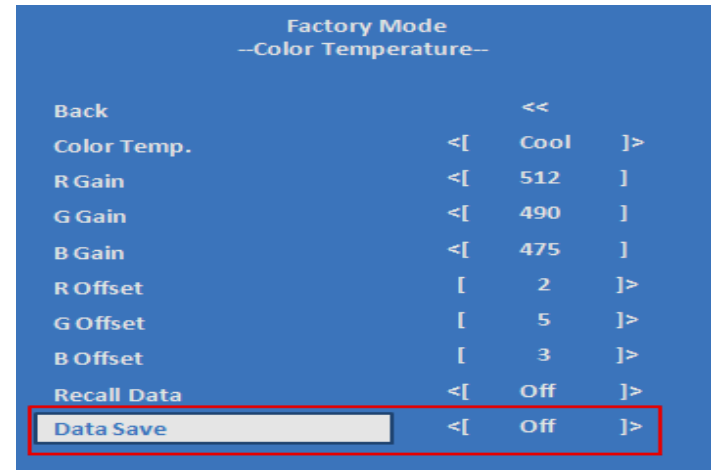 Factory Mode
--Color Temperature--
Back <<
Color Temp. <[ Cool ]>
R Gain <[ 512 ]
G Gain <[ 490 ]
B Gain <[ 475 ]
R Offset [ 2 ]>
G Offset [ 5 ]>
B Offset [ 3 ]>
Recall Data <[ Off ]>
Data Save <[ Off ]>